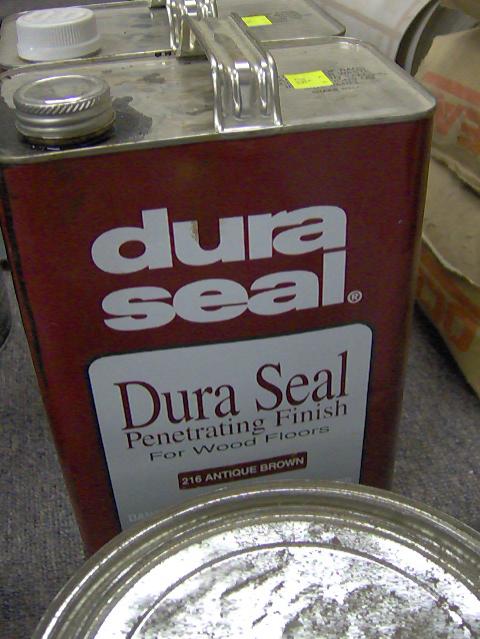 dura
seal®
Dura Seal
Penetrating Finish
For Wood Floors
216 ANTIQUE BROWN